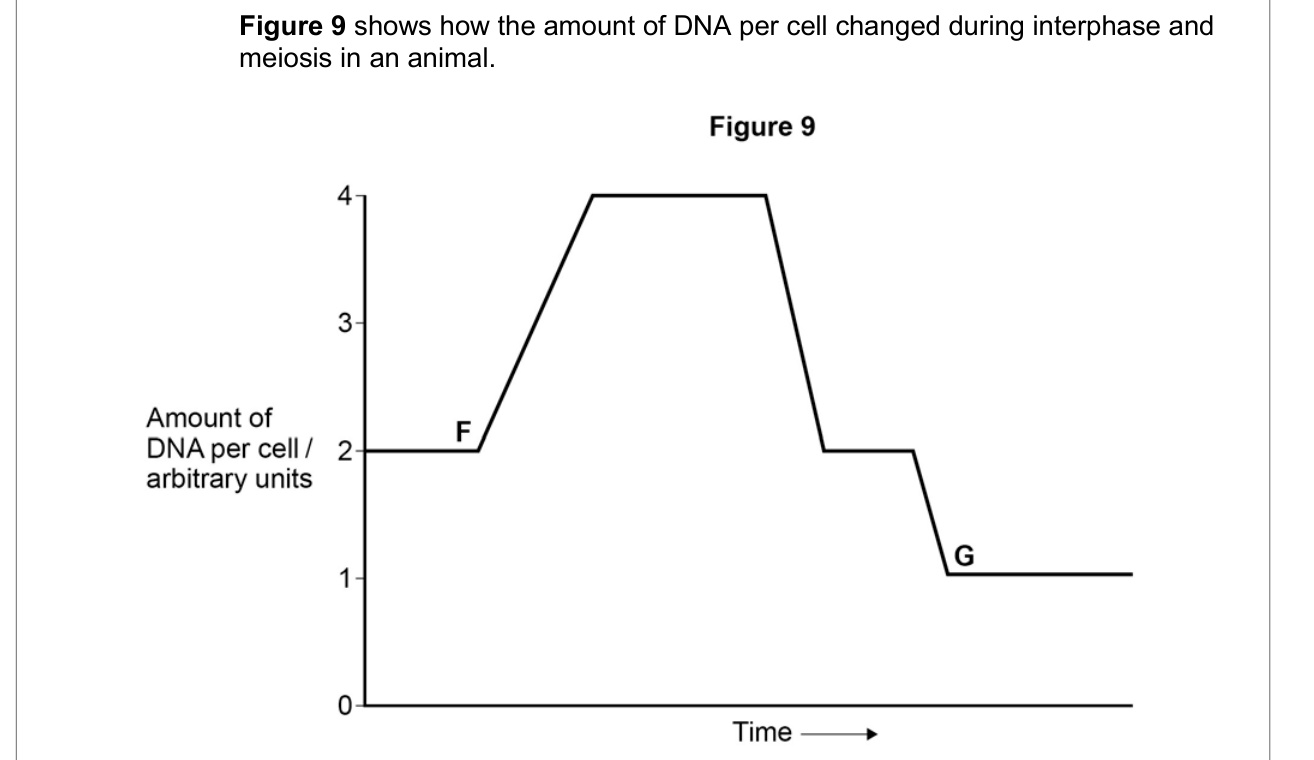 Figure 9 shows how the amount of DNA per cell changed during interphase and
meiosis in an animal.
Figure 9
4
3
F
Amount of
DNA per cell /
arbitrary units
2
G
1
0
Time